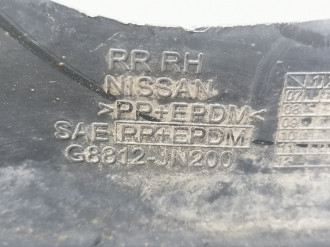 RR RH
NISSAN
>PP+EPDM<
SAE PP+EPDM
G8812-JN200